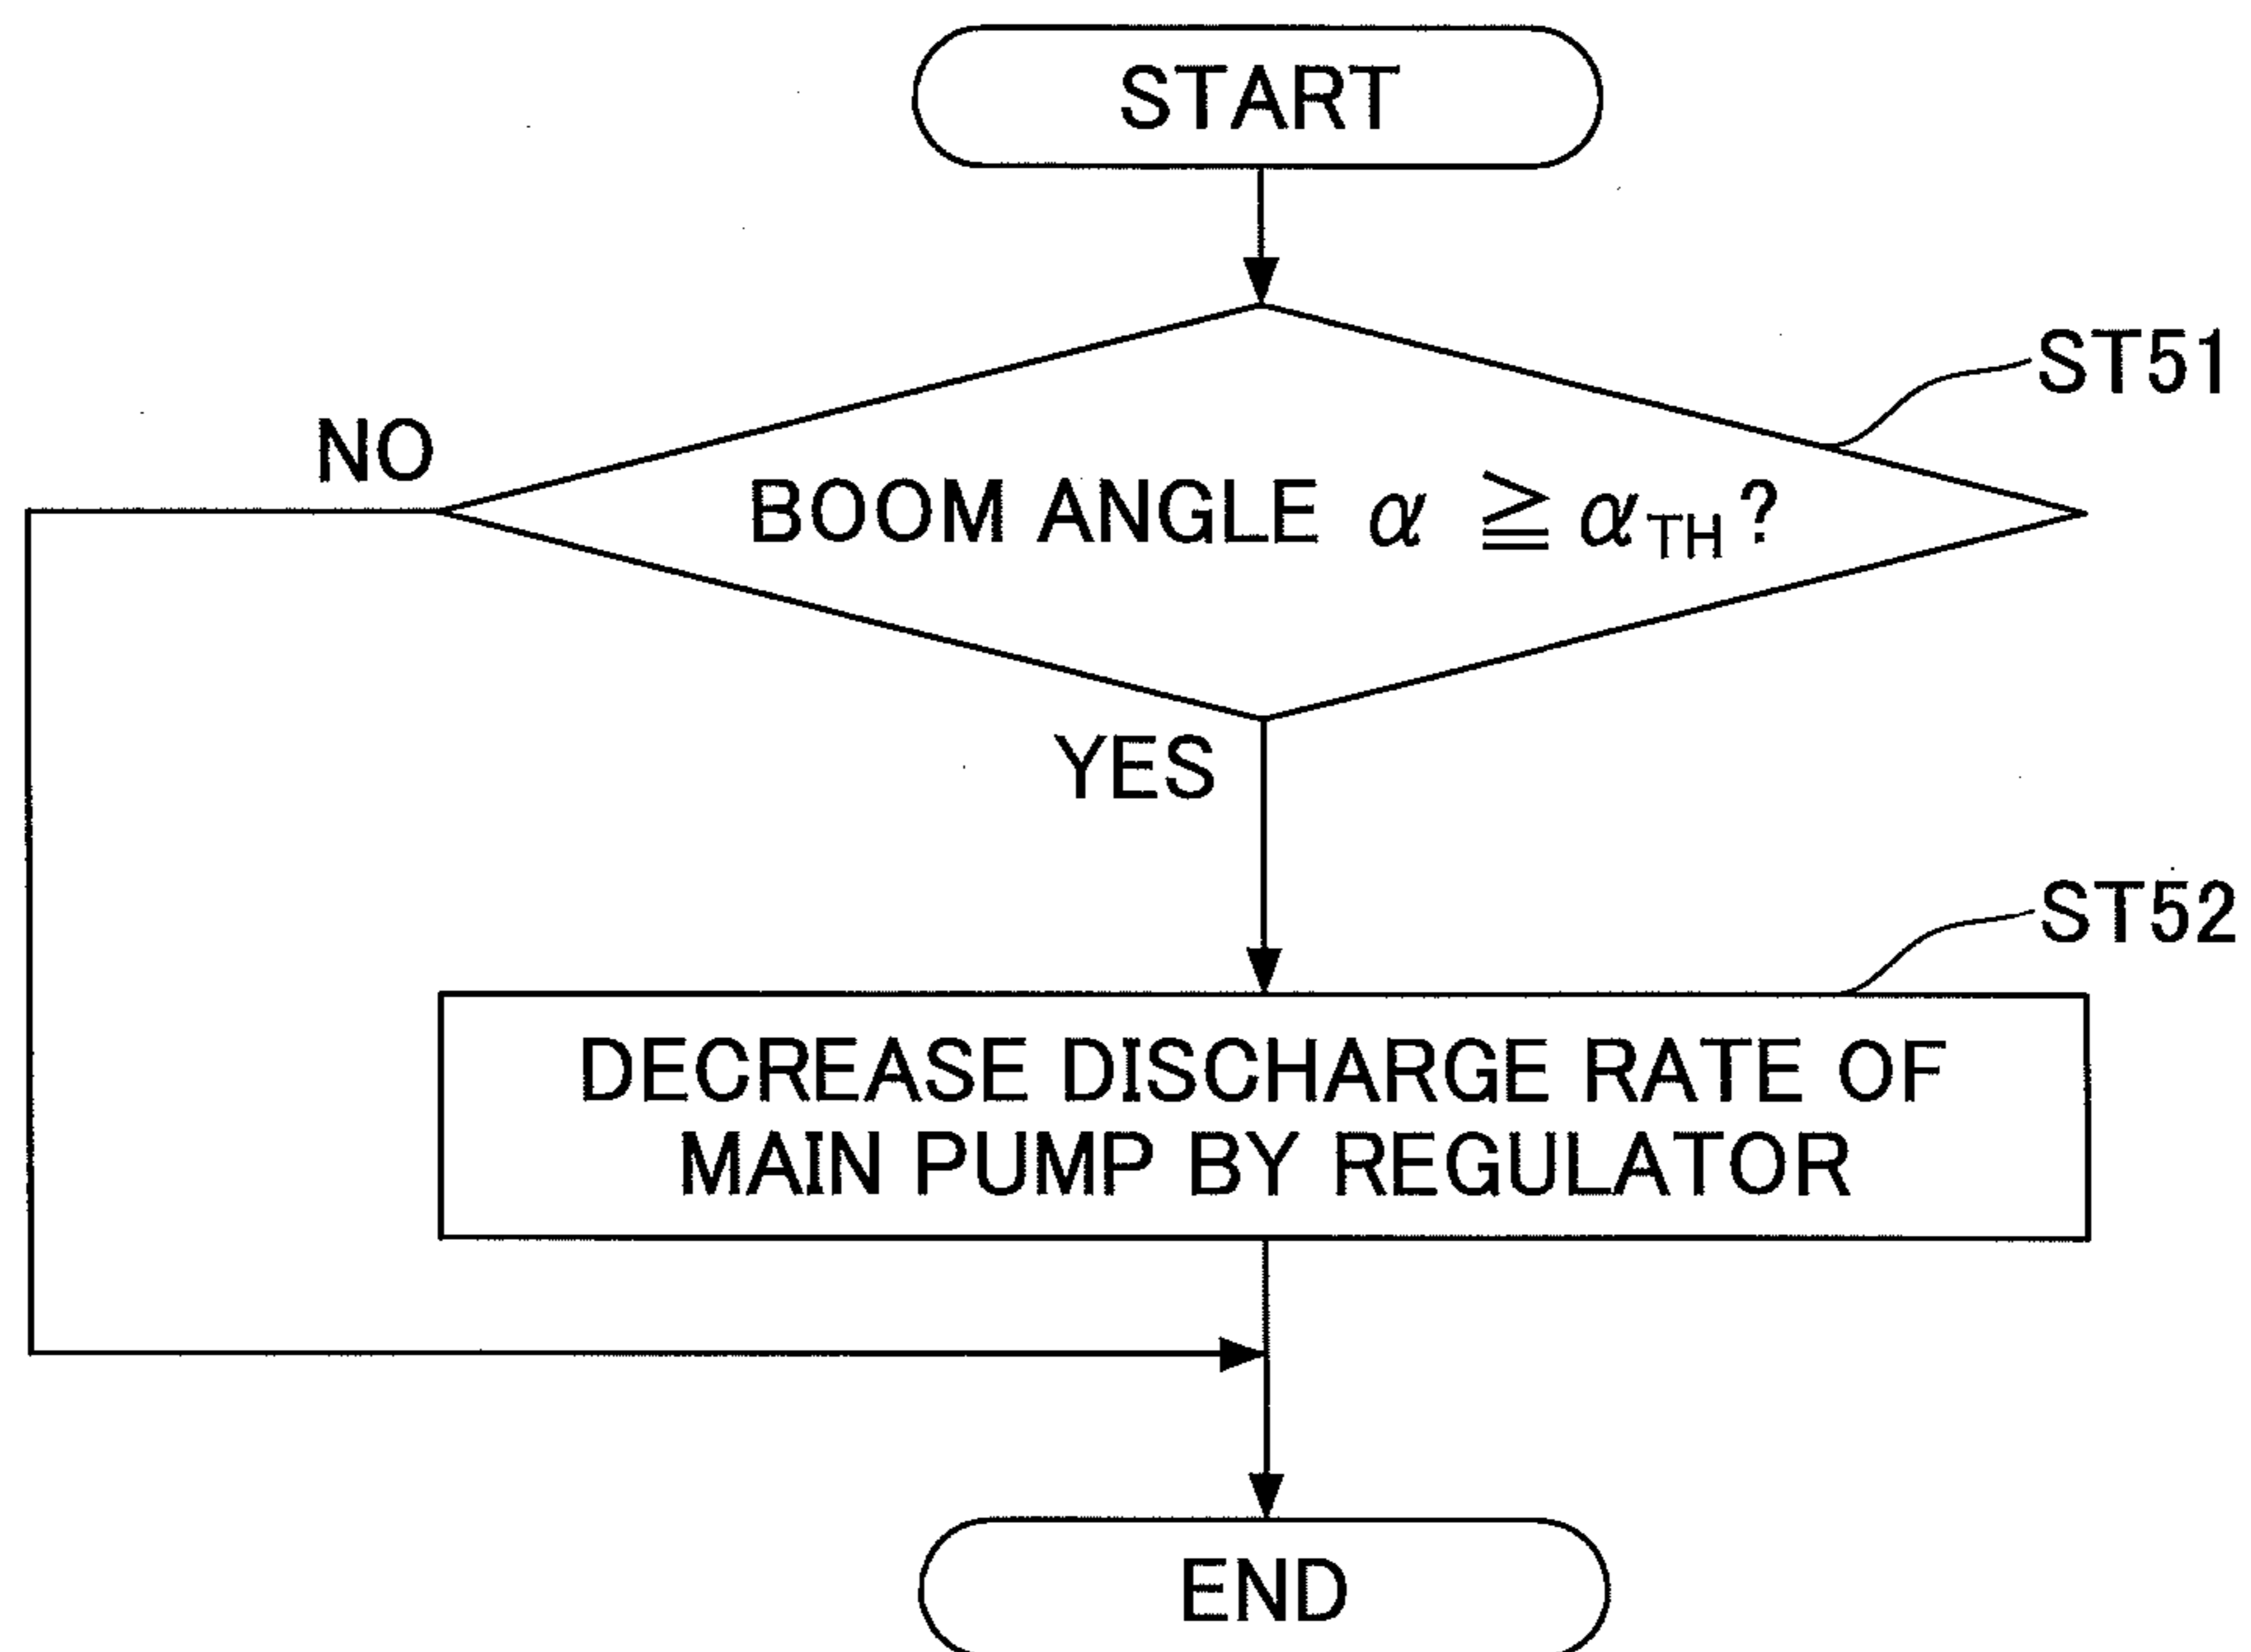 START
ST51
NO
BOOM ANGLE α ≧ αTH?
YES
ST52
DECREASE DISCHARGE RATE OF
MAIN PUMP BY REGULATOR
END